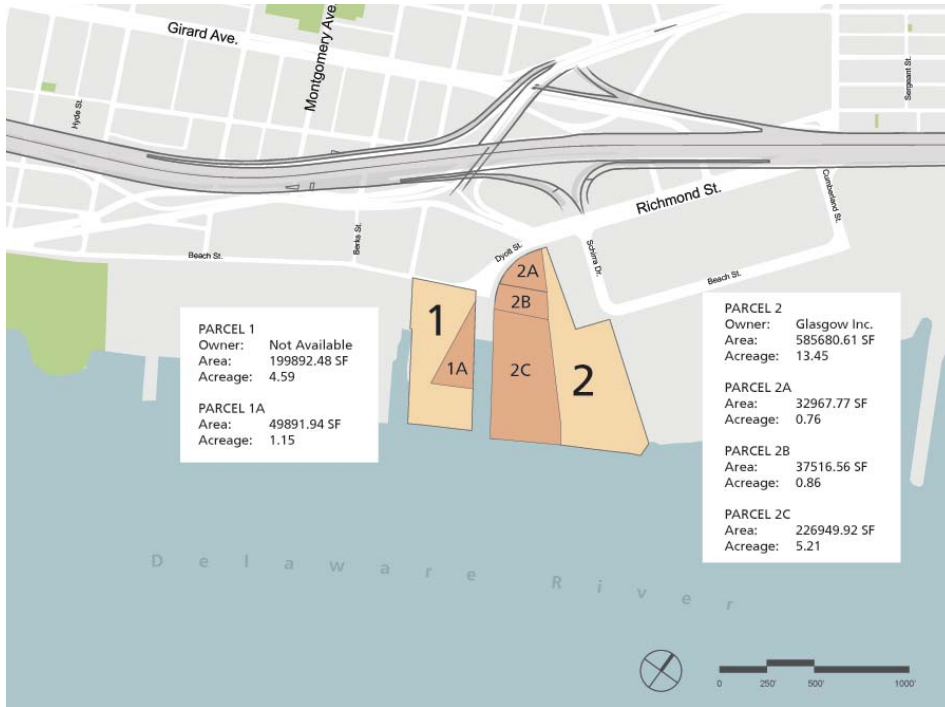 Girard Ave.
Montgomery Ave.
Hyde St.
Sergeant St.
Richmond St.
Cumberland St.
Berks St.
Beach St.
Dyott St.
Schirra Dr.
Beach St.
1
1A
2A
2B
2C
2
PARCEL 1
Owner: Not Available
Area: 199892.48 SF
Acreage: 4.59
PARCEL 1A
Area: 49891.94 SF
Acreage: 1.15
PARCEL 2
Owner: Glasgow Inc.
Area: 585680.61 SF
Acreage: 13.45
PARCEL 2A
Area: 32967.77 SF
Acreage: 0.76
PARCEL 2B
Area: 37516.56 SF
Acreage: 0.86
PARCEL 2C
Area: 226949.92 SF
Acreage: 5.21
Delaware River
0 250' 500' 1000'